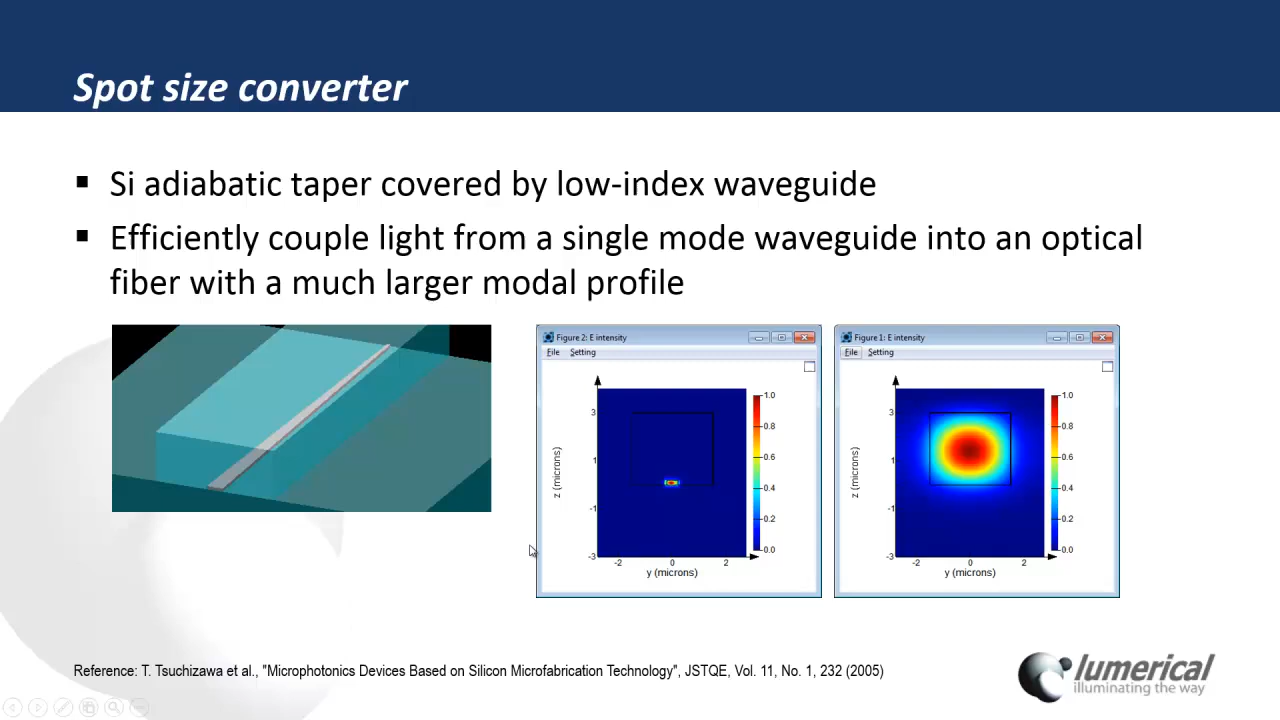 Spot size converter
▪ Si adiabatic taper covered by low-index waveguide
▪ Efficiently couple light from a single mode waveguide into an optical
fiber with a much larger modal profile
Figure 2: E intensity
File Setting
3
1
-1
-3
z (microns)
-2 0 2
y (microns)
1.0
0.8
0.6
0.4
0.2
0.0
Figure 1: E intensity
File Setting
3
1
-1
-3
z (microns)
-2 0 2
y (microns)
1.0
0.8
0.6
0.4
0.2
0.0
Reference: T. Tsuchizawa et al., "Microphotonics Devices Based on Silicon Microfabrication Technology", JSTQE, Vol. 11, No. 1, 232 (2005)
lumerical
illuminating the way